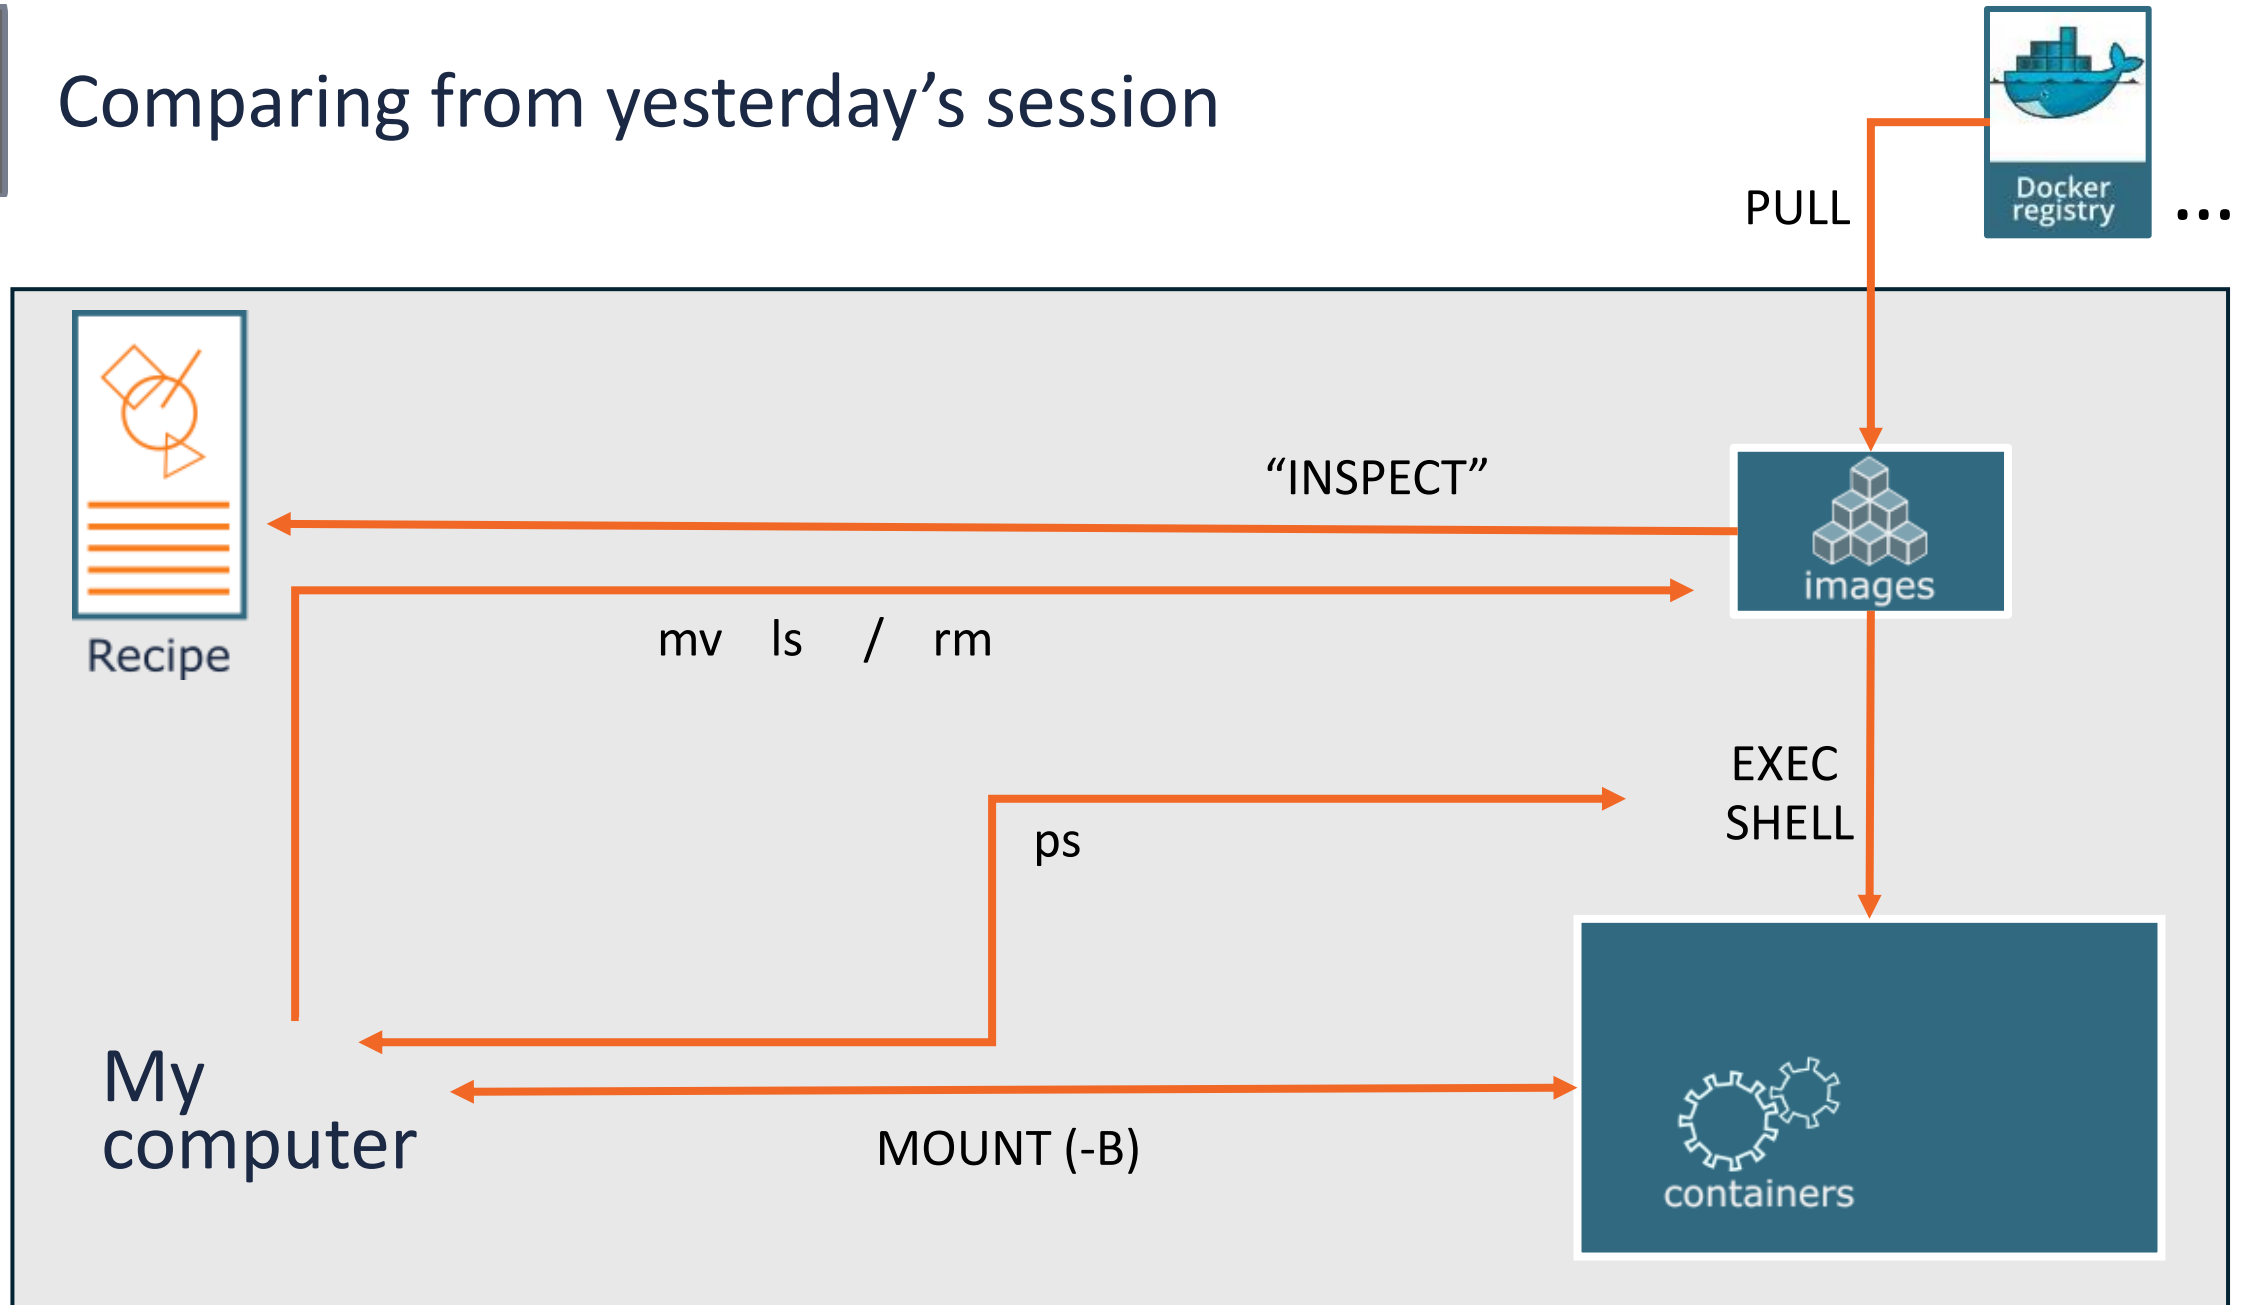 Comparing from yesterday’s session
Docker
registry
...
PULL
“INSPECT”
images
mv ls / rm
Recipe
EXEC
SHELL
ps
My
computer
MOUNT (-B)
containers